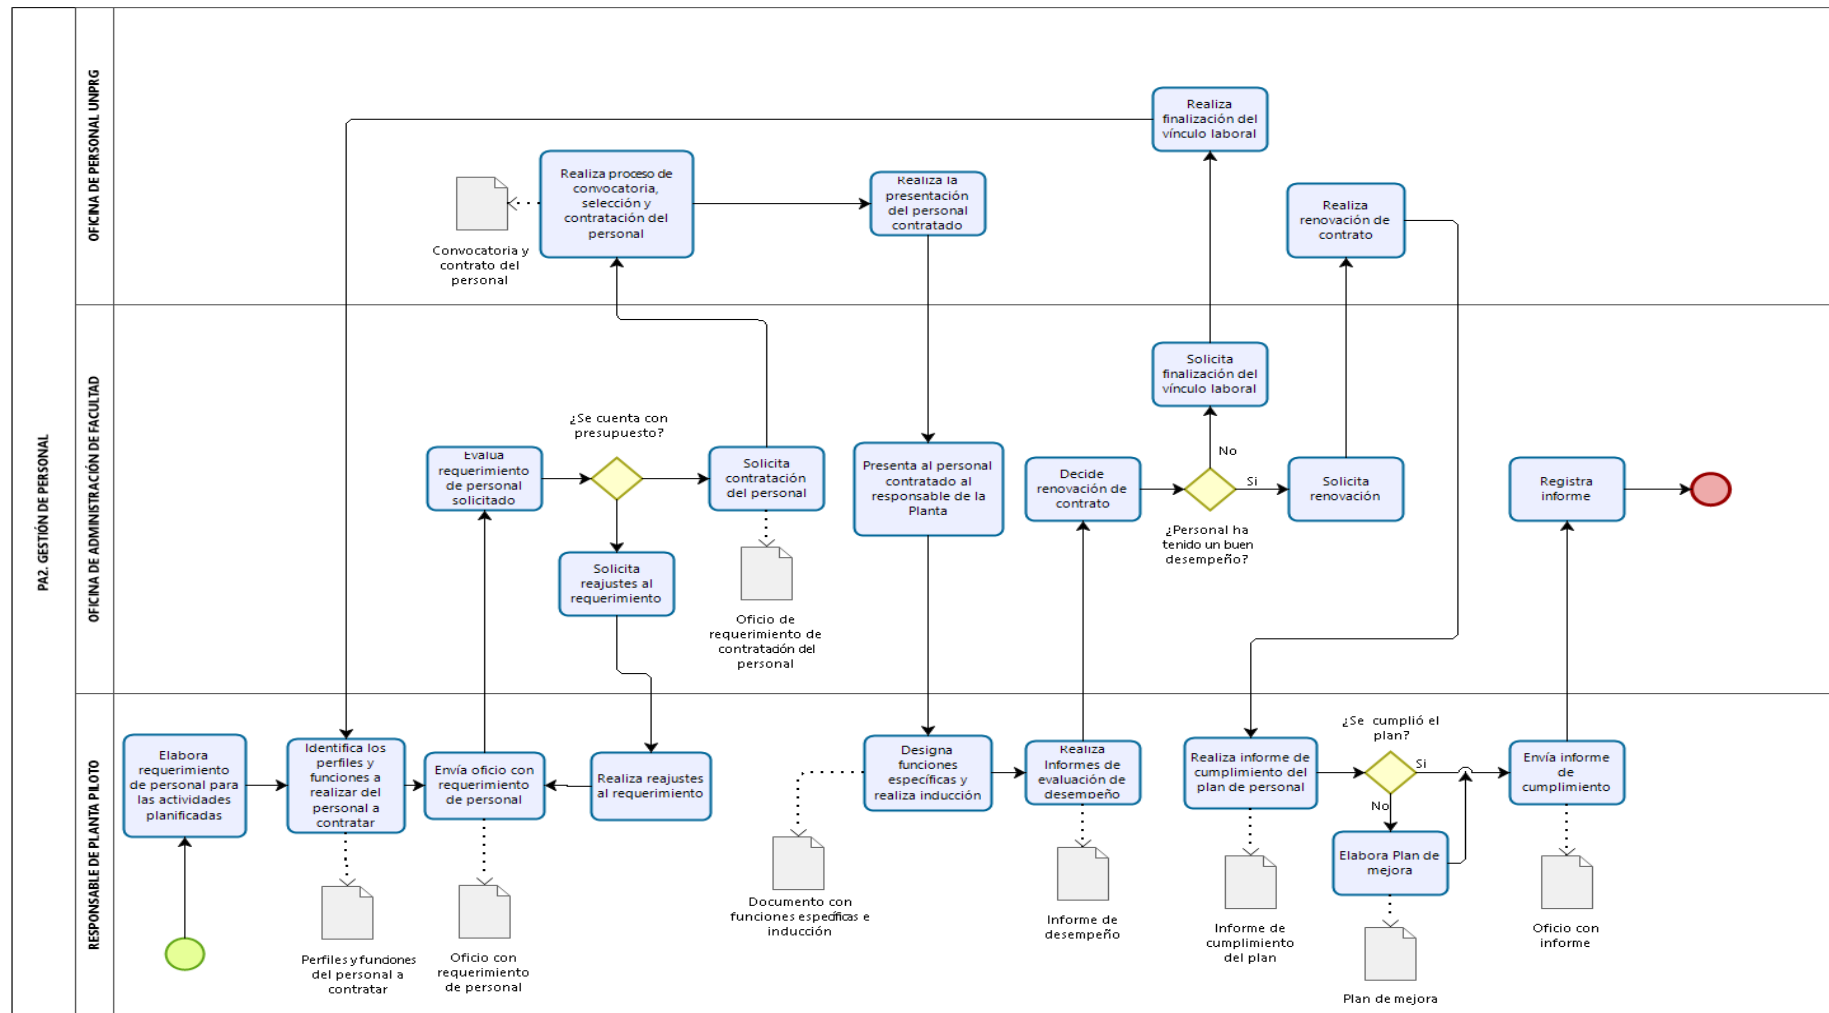 PA2. GESTIÓN DE PERSONAL
OFICINA DE PERSONAL UNPRG
Realiza
finalización del
vínculo laboral
Realiza proceso de
convocatoria,
selección y
contratación del
personal
Realiza la
presentación
del personal
contratado
Realiza
renovación de
contrato
Convocatoria y
contrato del
personal
OFICINA DE ADMINISTRACIÓN DE FACULTAD
Solicita
finalización del
vínculo laboral
¿Se cuenta con
presupuesto?
Evalua
requerimiento
de personal
solicitado
Solicita
contratación
del personal
Presenta al personal
contratado al
responsable de la
Planta
Decide
renovación de
contrato
No
Si
¿Personal ha
tenido un buen
desempeño?
Solicita
renovación
Registra
informe
Solicita
reajustes al
requerimiento
Oficio de
requerimiento de
contratación del
personal
RESPONSABLE DE PLANTA PILOTO
Elabora
requerimiento
de personal para
las actividades
planificadas
Identifica los
perfiles y
funciones a
realizar del
personal a
contratar
Envía oficio con
requerimiento
de personal
Realiza reajustes
al requerimiento
Designa
funciones
específicas y
realiza inducción
Realiza
Informes de
evaluación de
desempeño
Realiza informe de
cumplimiento del
plan de personal
¿Se cumplió el
plan?
Si
No
Envía informe
de
cumplimiento
Elabora Plan de
mejora
Perfiles y funciones
del personal a
contratar
Oficio con
requerimiento
de personal
Documento con
funciones específicas e
inducción
Informe de
desempeño
Informe de
cumplimiento
del plan
Plan de mejora
Oficio con
informe